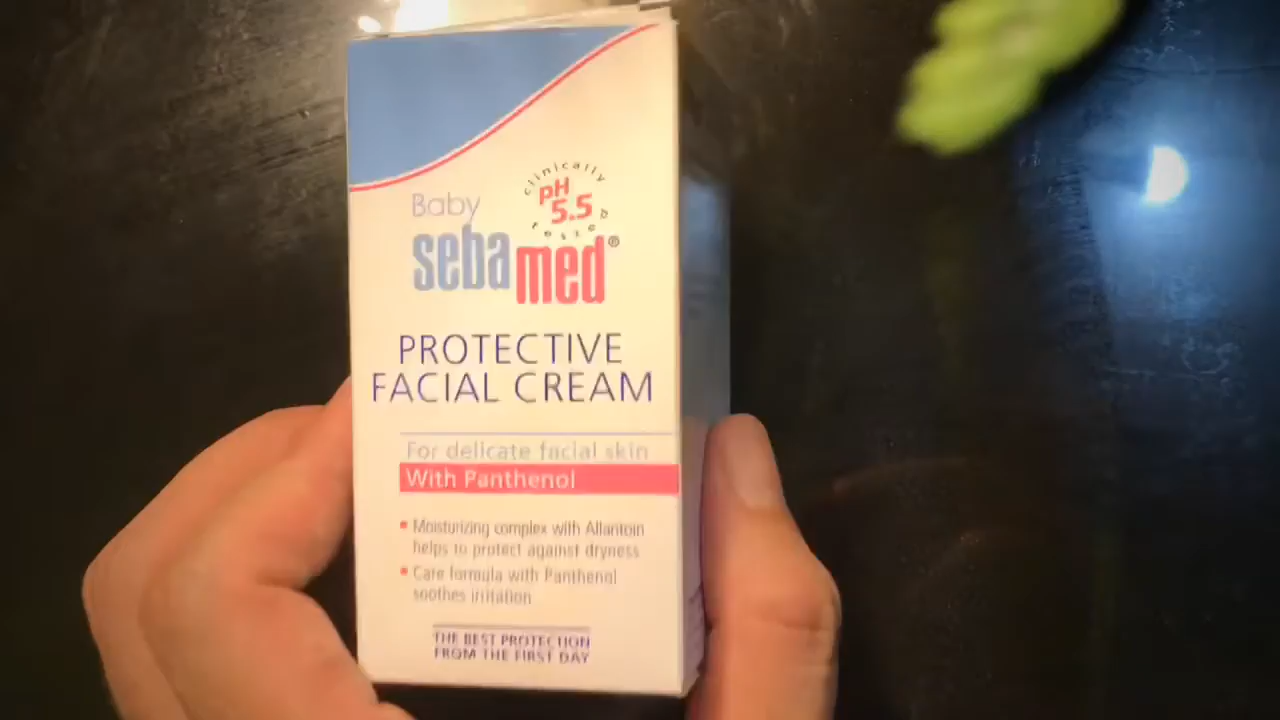 clinically
pH
5.5
tested
Baby
sebamed®
PROTECTIVE
FACIAL CREAM
For delicate facial skin
With Panthenol
• Moisturizing complex with Allantoin
helps to protect against dryness
• Care formula with Panthenol
soothes irritation
THE BEST PROTECTION
FROM THE FIRST DAY